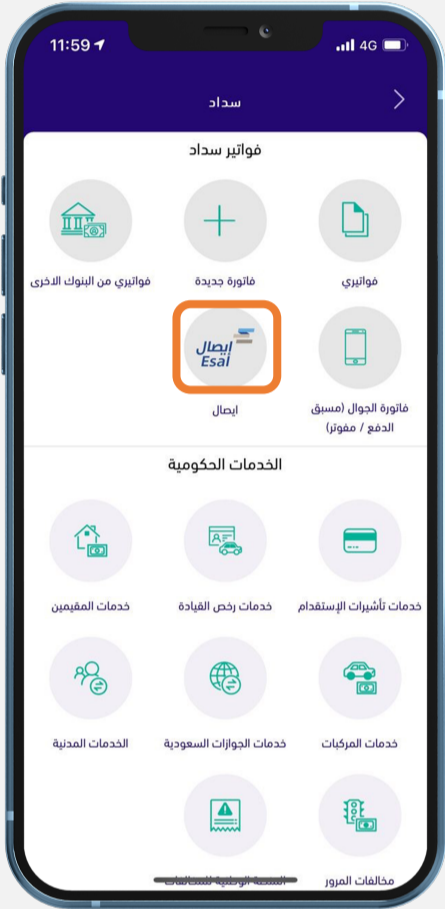 11:59
4G
سداد
فواتير سداد
فواتيري
فاتورة جديدة
فواتيري من البنوك الاخرى
إيصال
Esal
فاتورة الجوال (مسبق
الدفع / مفوتر)
ايصال
الخدمات الحكومية
خدمات تأشيرات الإستقدام
خدمات رخص القيادة
خدمات المقيمين
خدمات المركبات
خدمات الجوازات السعودية
الخدمات المدنية
مخالفات المرور